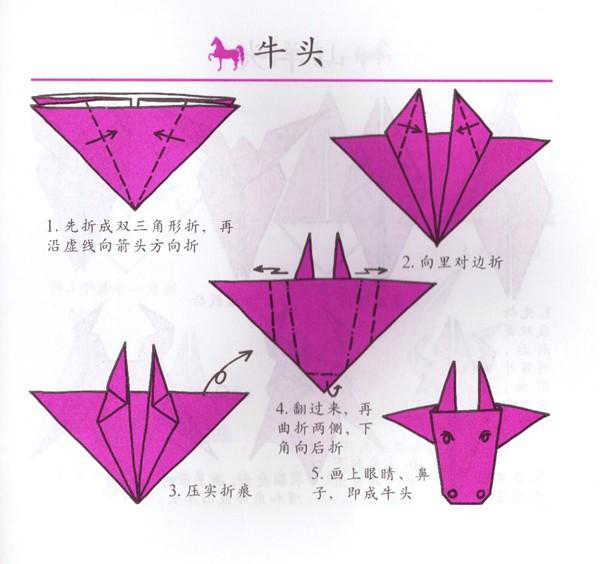 牛头
1. 先折成双三角形折，再
沿虚线向箭头方向折
2. 向里对边折
3. 压实折痕
4. 翻过来，再
曲折两侧，下
角向后折
5. 画上眼睛、鼻
子，即成牛头